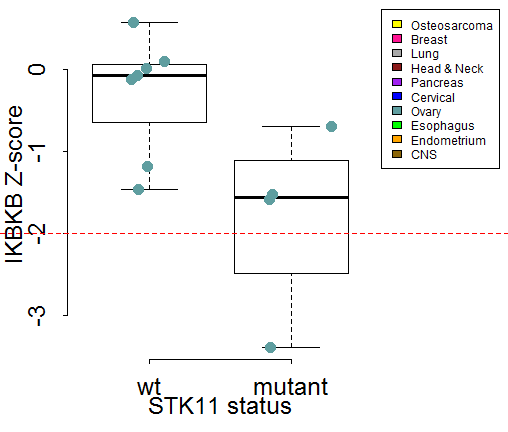 IKBKB Z-score
0
-1
-2
-3
wt
mutant
STK11 status
Osteosarcoma
Breast
Lung
Head & Neck
Pancreas
Cervical
Ovary
Esophagus
Endometrium
CNS